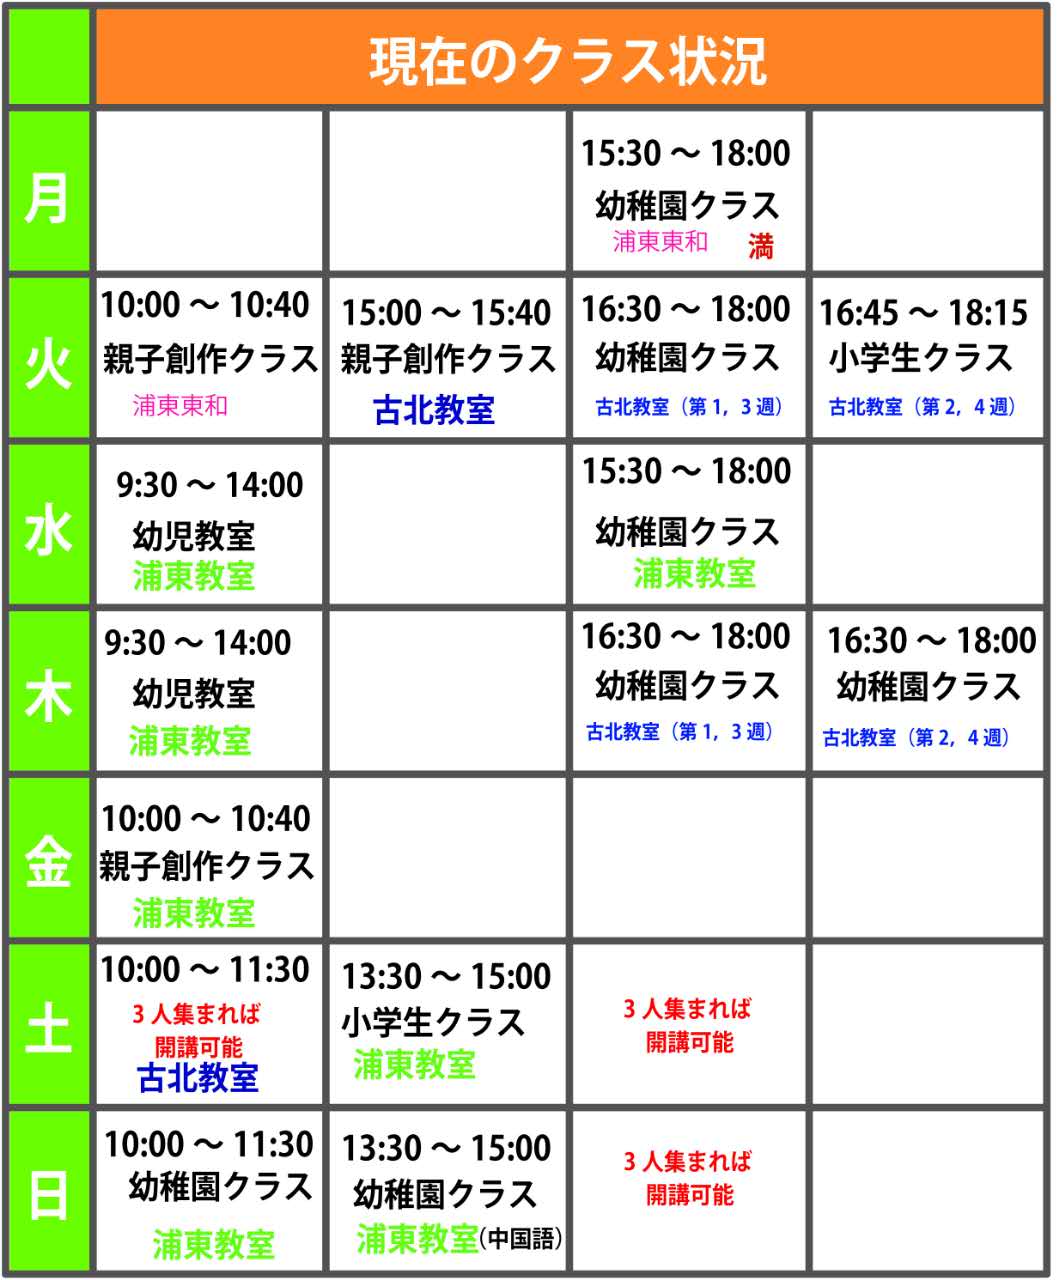 現在のクラス状況
月
15:30 ～ 18:00
幼稚園クラス
浦東東和 満
火
10:00 ～ 10:40
親子創作クラス
浦東東和
15:00 ～ 15:40
親子創作クラス
古北教室
16:30 ～ 18:00
幼稚園クラス
古北教室（第 1，3 週）
16:45 ～ 18:15
小学生クラス
古北教室（第 2，4 週）
水
9:30 ～ 14:00
幼児教室
浦東教室
15:30 ～ 18:00
幼稚園クラス
浦東教室
木
9:30 ～ 14:00
幼児教室
浦東教室
16:30 ～ 18:00
幼稚園クラス
古北教室（第 1，3 週）
16:30 ～ 18:00
幼稚園クラス
古北教室（第 2，4 週）
金
10:00 ～ 10:40
親子創作クラス
浦東教室
土
10:00 ～ 11:30
3 人集まれば
開講可能
古北教室
13:30 ～ 15:00
小学生クラス
浦東教室
3 人集まれば
開講可能
日
10:00 ～ 11:30
幼稚園クラス
浦東教室
13:30 ～ 15:00
幼稚園クラス
浦東教室(中国語)
3 人集まれば
開講可能